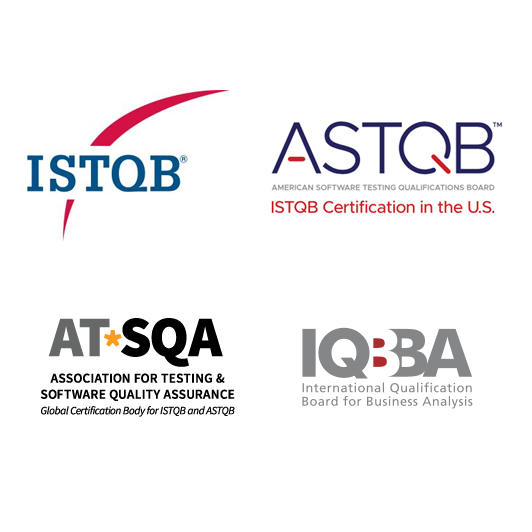 ISTQB®
ASTQB™
AMERICAN SOFTWARE TESTING QUALIFICATIONS BOARD
ISTQB Certification in the U.S.
AT*SQA
ASSOCIATION FOR TESTING &
SOFTWARE QUALITY ASSURANCE
Global Certification Body for ISTQB and ASTQB
IQBBA
International Qualification
Board for Business Analysis